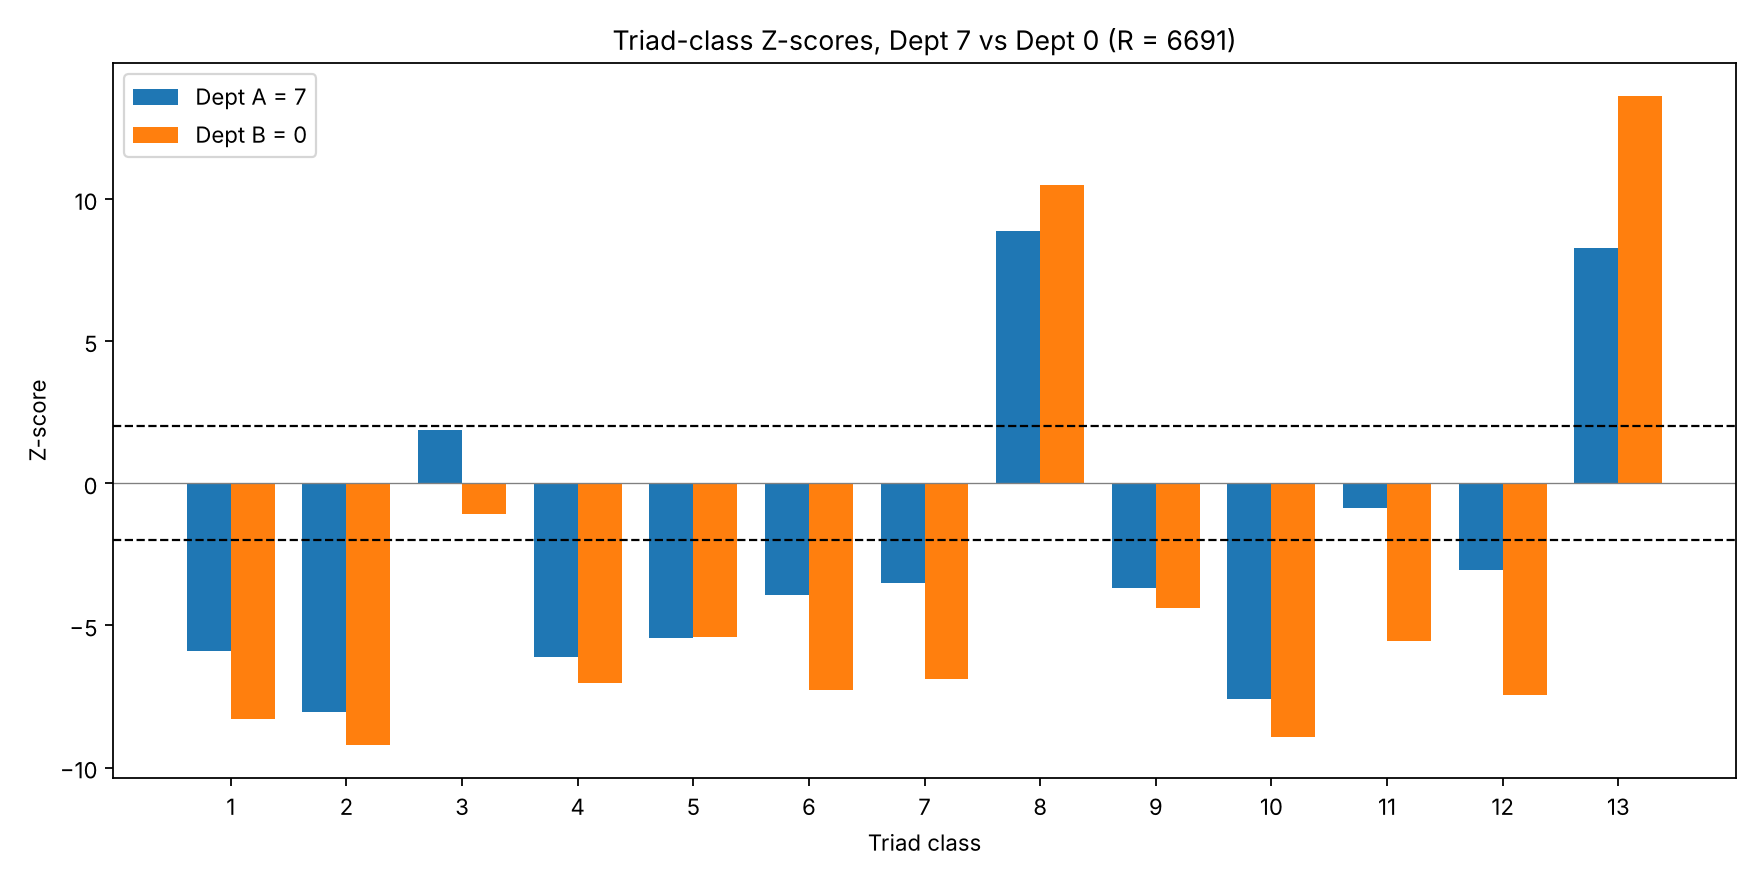 Triad-class Z-scores, Dept 7 vs Dept 0 (R = 6691)
Dept A = 7
Dept B = 0
10
5
0
−5
−10
Z-score
1 2 3 4 5 6 7 8 9 10 11 12 13
Triad class